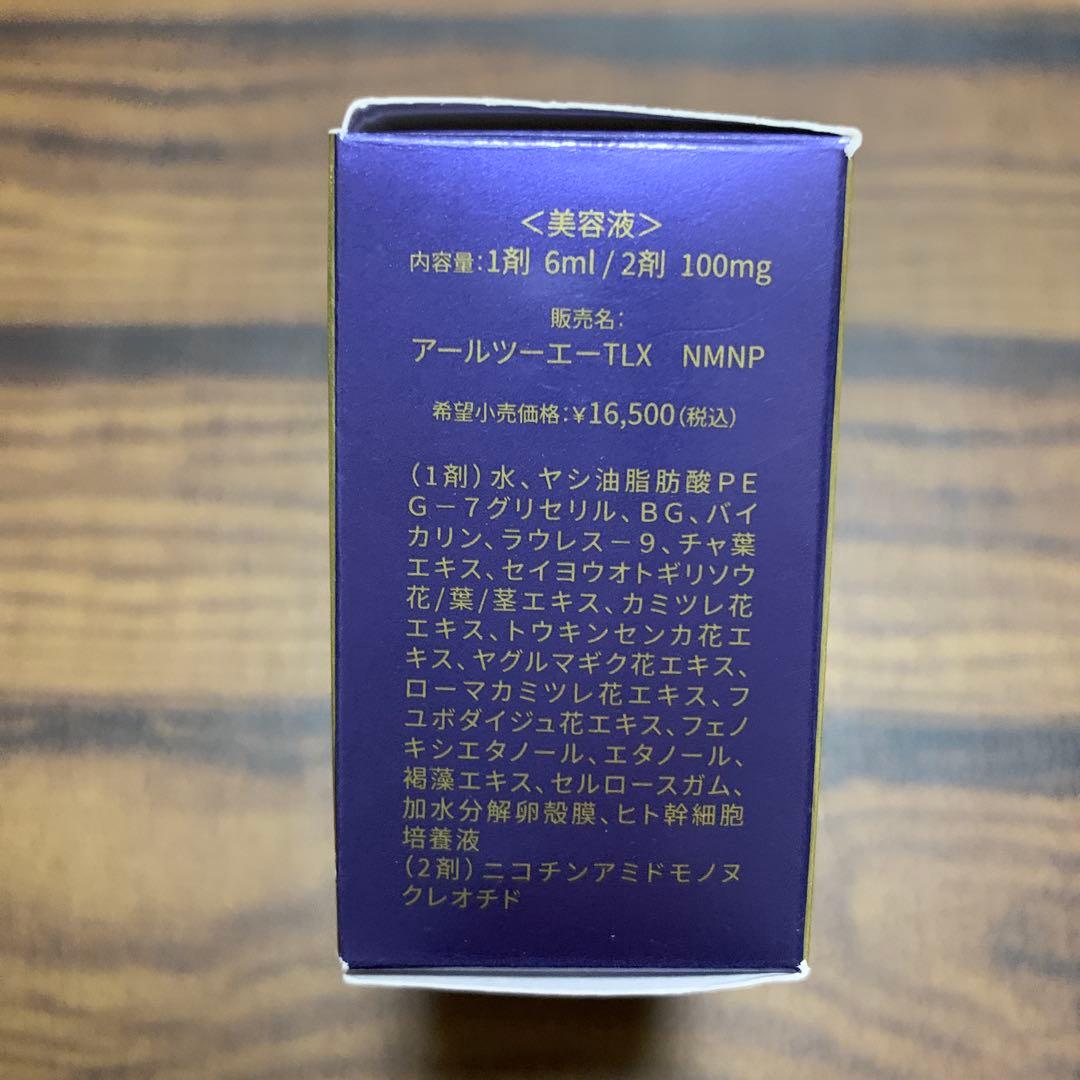 ＜美容液＞
内容量：1剤 6ml / 2剤 100mg
販売名：
アールツーエーTLX　NMNP
希望小売価格：¥16,500（税込）
（1剤）水、ヤシ油脂肪酸ＰＥ
Ｇ－７グリセリル、ＢＧ、バイ
カリン、ラウレス－９、チャ葉
エキス、セイヨウオトギリソウ
花/葉/茎エキス、カミツレ花
エキス、トウキンセンカ花エ
キス、ヤグルマギク花エキス、
ローマカミツレ花エキス、フ
ユボダイジュ花エキス、フェノ
キシエタノール、エタノール、
褐藻エキス、セルロースガム、
加水分解卵殻膜、ヒト幹細胞
培養液
（2剤）ニコチンアミドモノヌ
クレオチド